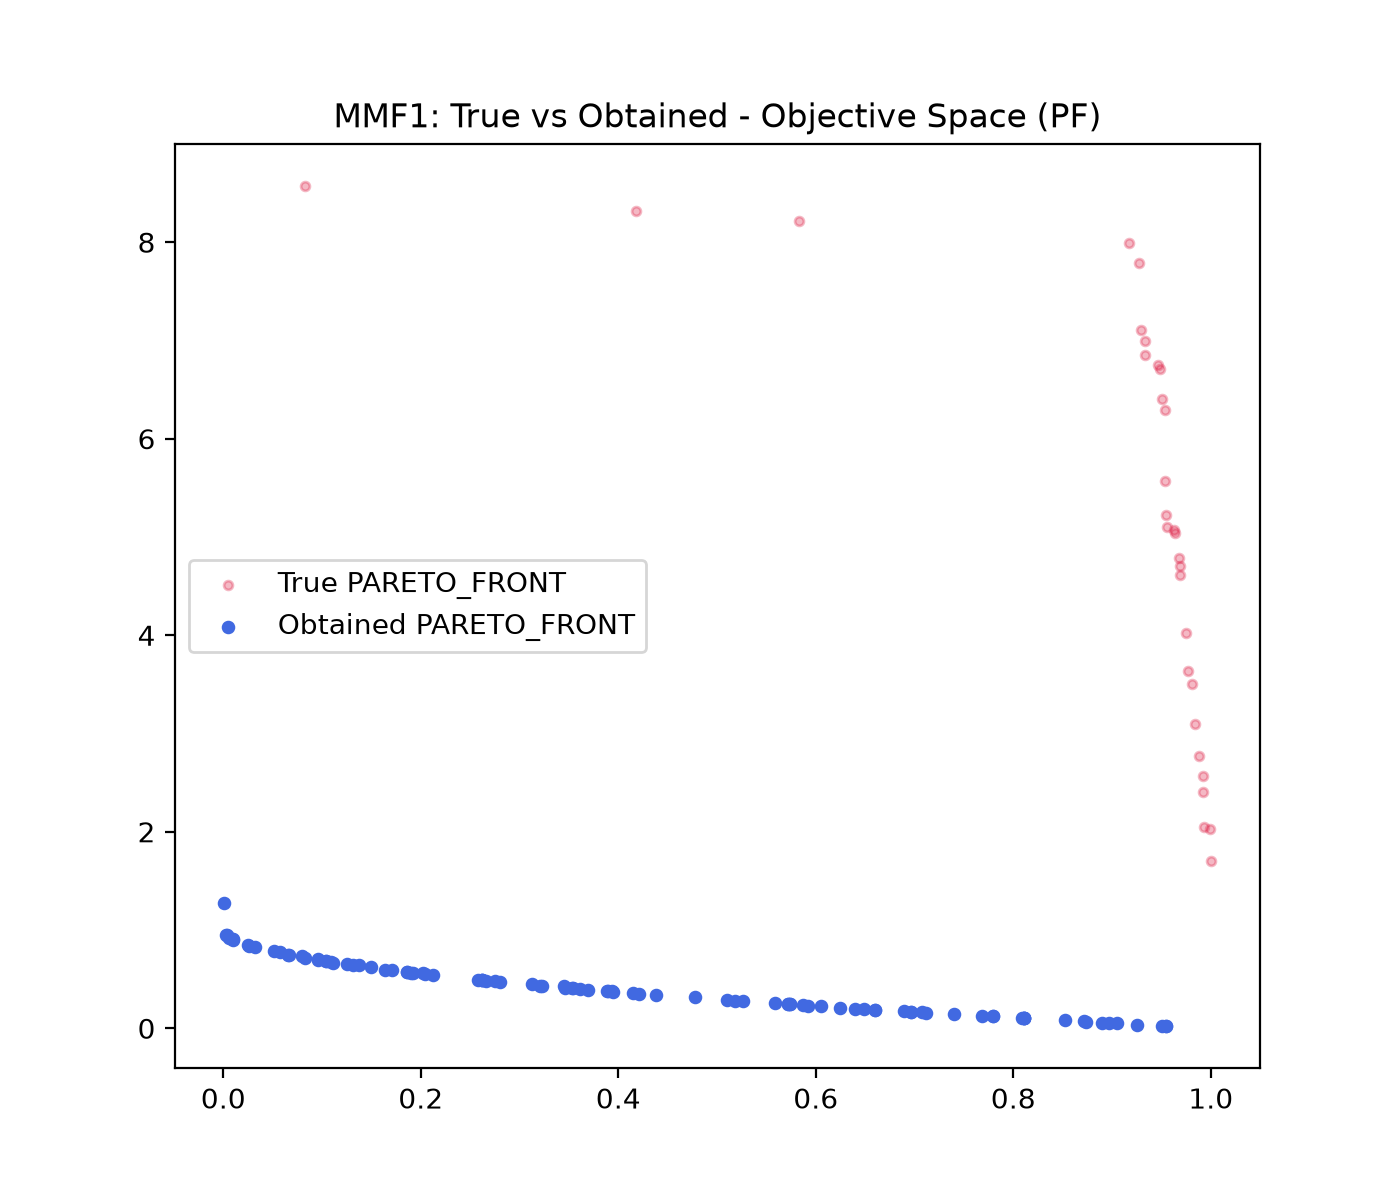 MMF1: True vs Obtained - Objective Space (PF)
8
6
4
2
0
True PARETO_FRONT
Obtained PARETO_FRONT
0.0 0.2 0.4 0.6 0.8 1.0